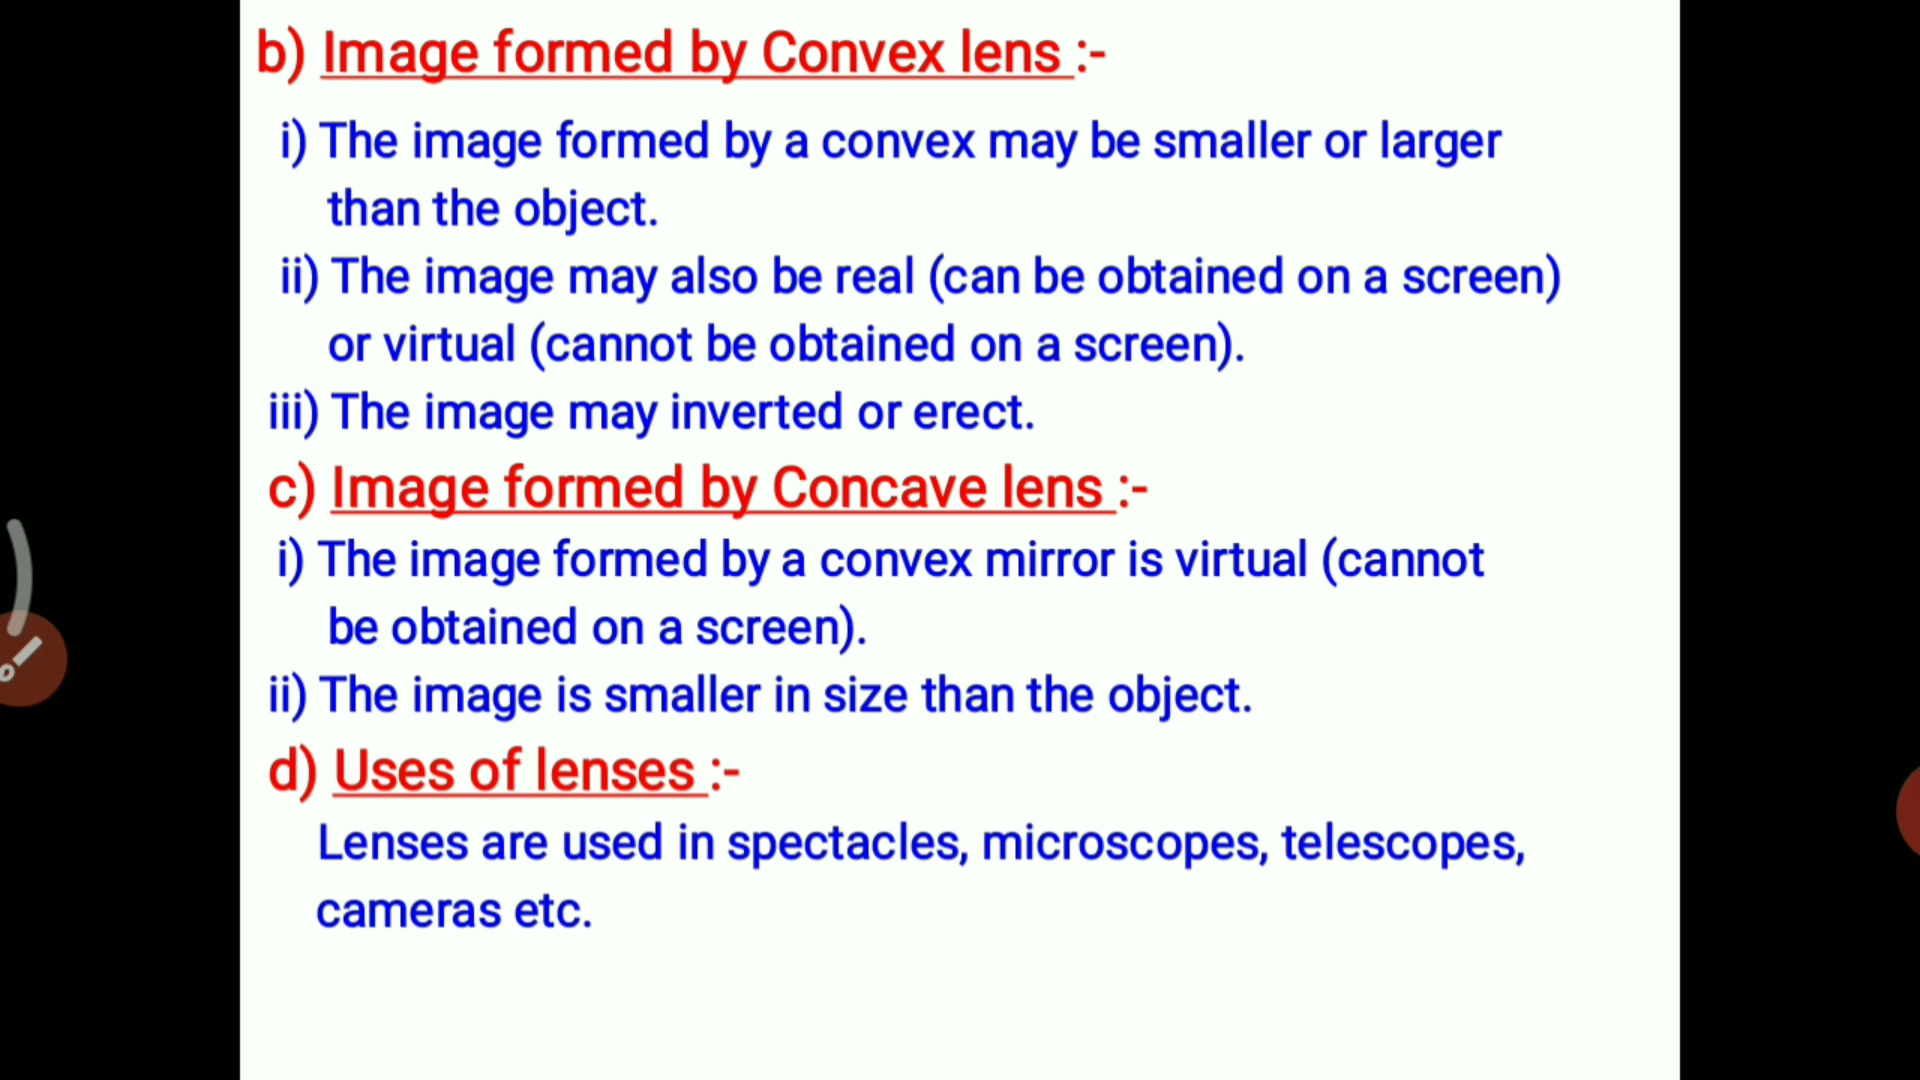 b) Image formed by Convex lens :-
i) The image formed by a convex may be smaller or larger
than the object.
ii) The image may also be real (can be obtained on a screen)
or virtual (cannot be obtained on a screen).
iii) The image may inverted or erect.
c) Image formed by Concave lens :-
i) The image formed by a convex mirror is virtual (cannot
be obtained on a screen).
ii) The image is smaller in size than the object.
d) Uses of lenses :-
Lenses are used in spectacles, microscopes, telescopes,
cameras etc.